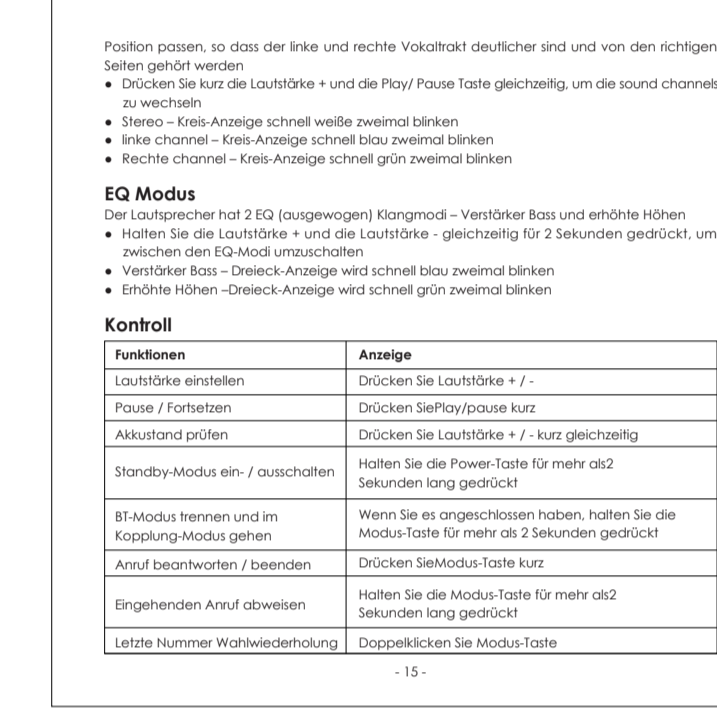 Position passen, so dass der linke und rechte Vokaltrakt deutlicher sind und von den richtigen
Seiten gehört werden
● Drücken Sie kurz die Lautstärke + und die Play/ Pause Taste gleichzeitig, um die sound channels
zu wechseln
● Stereo – Kreis-Anzeige schnell weiße zweimal blinken
● linke channel – Kreis-Anzeige schnell blau zweimal blinken
● Rechte channel – Kreis-Anzeige schnell grün zweimal blinken
EQ Modus
Der Lautsprecher hat 2 EQ (ausgewogen) Klangmodi – Verstärker Bass und erhöhte Höhen
● Halten Sie die Lautstärke + und die Lautstärke - gleichzeitig für 2 Sekunden gedrückt, um
zwischen den EQ-Modi umzuschalten
● Verstärker Bass – Dreieck-Anzeige wird schnell blau zweimal blinken
● Erhöhte Höhen –Dreieck-Anzeige wird schnell grün zweimal blinken
Kontroll
Funktionen Anzeige
Lautstärke einstellen Drücken Sie Lautstärke + / -
Pause / Fortsetzen Drücken SiePlay/pause kurz
Akkustand prüfen Drücken Sie Lautstärke + / - kurz gleichzeitig
Standby-Modus ein- / ausschalten Halten Sie die Power-Taste für mehr als2
Sekunden lang gedrückt
BT-Modus trennen und im Wenn Sie es angeschlossen haben, halten Sie die
Kopplung-Modus gehen Modus-Taste für mehr als 2 Sekunden gedrückt
Anruf beantworten / beenden Drücken SieModus-Taste kurz
Eingehenden Anruf abweisen Halten Sie die Modus-Taste für mehr als2
Sekunden lang gedrückt
Letzte Nummer Wahlwiederholung Doppelklicken Sie Modus-Taste
- 15 -